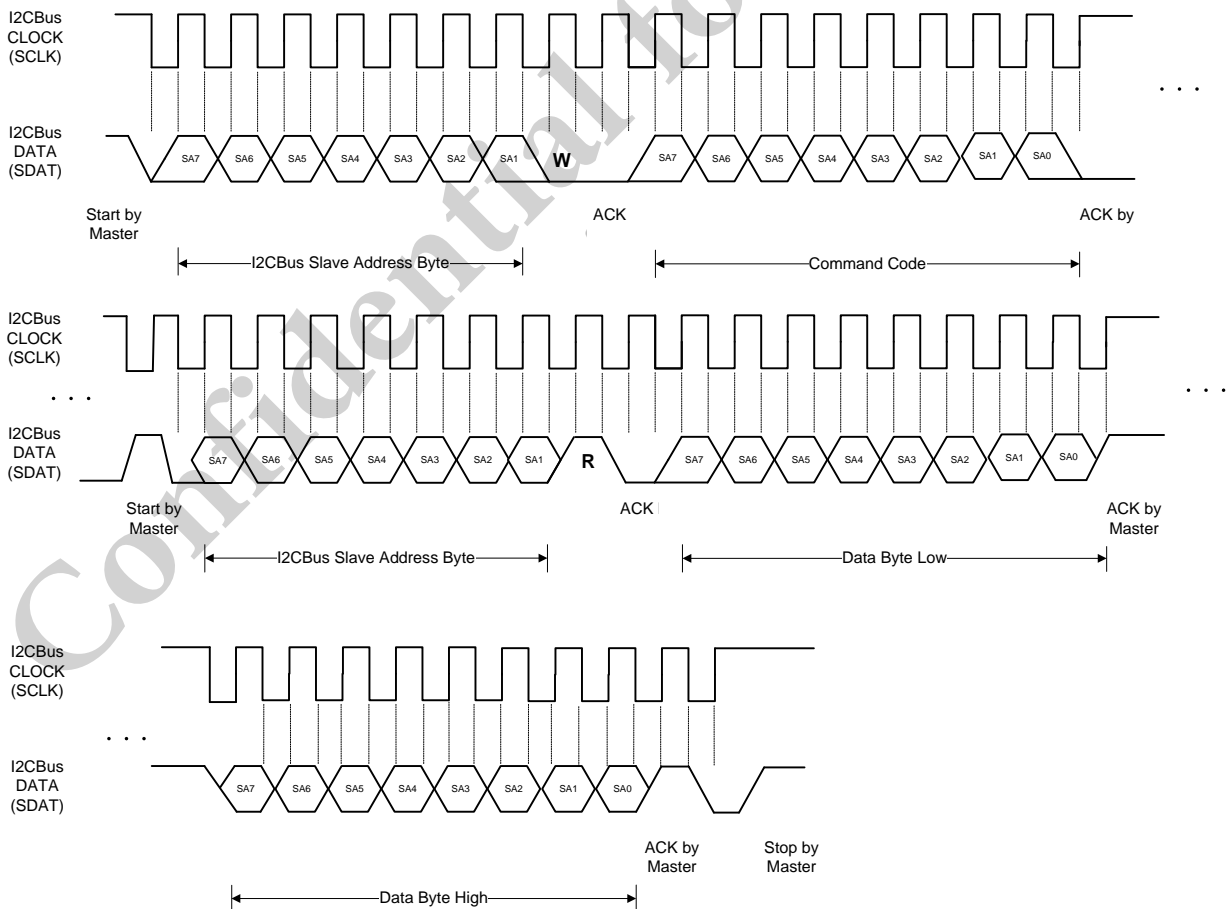 I2CBus
CLOCK
(SCLK)
. . .
I2CBus
DATA
(SDAT)
SA7 SA6 SA5 SA4 SA3 SA2 SA1 W SA7 SA6 SA5 SA4 SA3 SA2 SA1 SA0
Start by
Master
ACK
ACK by
I2CBus Slave Address Byte
Command Code
I2CBus
CLOCK
(SCLK)
. . .
. . .
I2CBus
DATA
(SDAT)
SA7 SA6 SA5 SA4 SA3 SA2 SA1 R SA7 SA6 SA5 SA4 SA3 SA2 SA1 SA0
Start by
Master
ACK
ACK by
Master
I2CBus Slave Address Byte
Data Byte Low
I2CBus
CLOCK
(SCLK)
. . .
I2CBus
DATA
(SDAT)
SA7 SA6 SA5 SA4 SA3 SA2 SA1 SA0
ACK by
Master
Stop by
Master
Data Byte High
Confidential fo